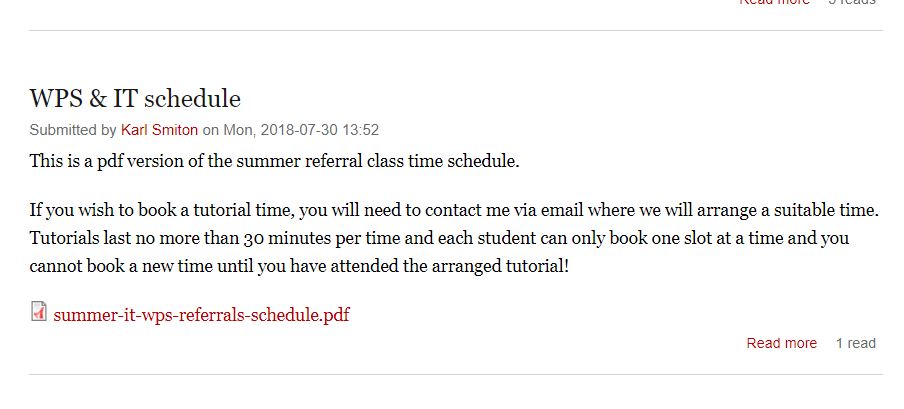 Read more 5 reads
WPS & IT schedule
Submitted by Karl Smiton on Mon, 2018-07-30 13:52
This is a pdf version of the summer referral class time schedule.
If you wish to book a tutorial time, you will need to contact me via email where we will arrange a suitable time.
Tutorials last no more than 30 minutes per time and each student can only book one slot at a time and you
cannot book a new time until you have attended the arranged tutorial!
summer-it-wps-referrals-schedule.pdf
Read more 1 read